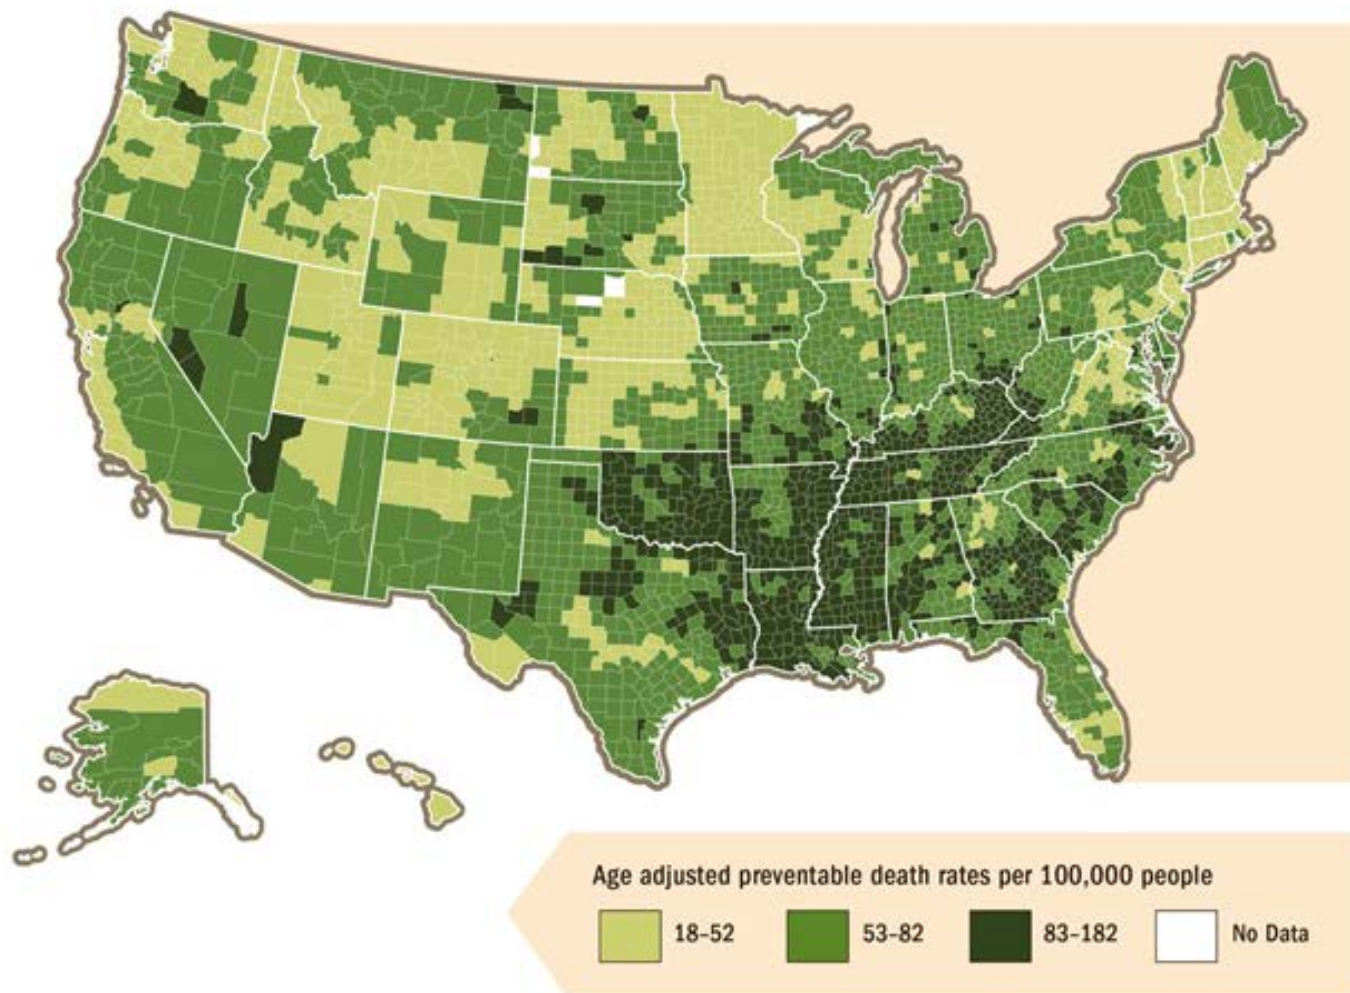 Age adjusted preventable death rates per 100,000 people
18–52 53–82 83–182 No Data